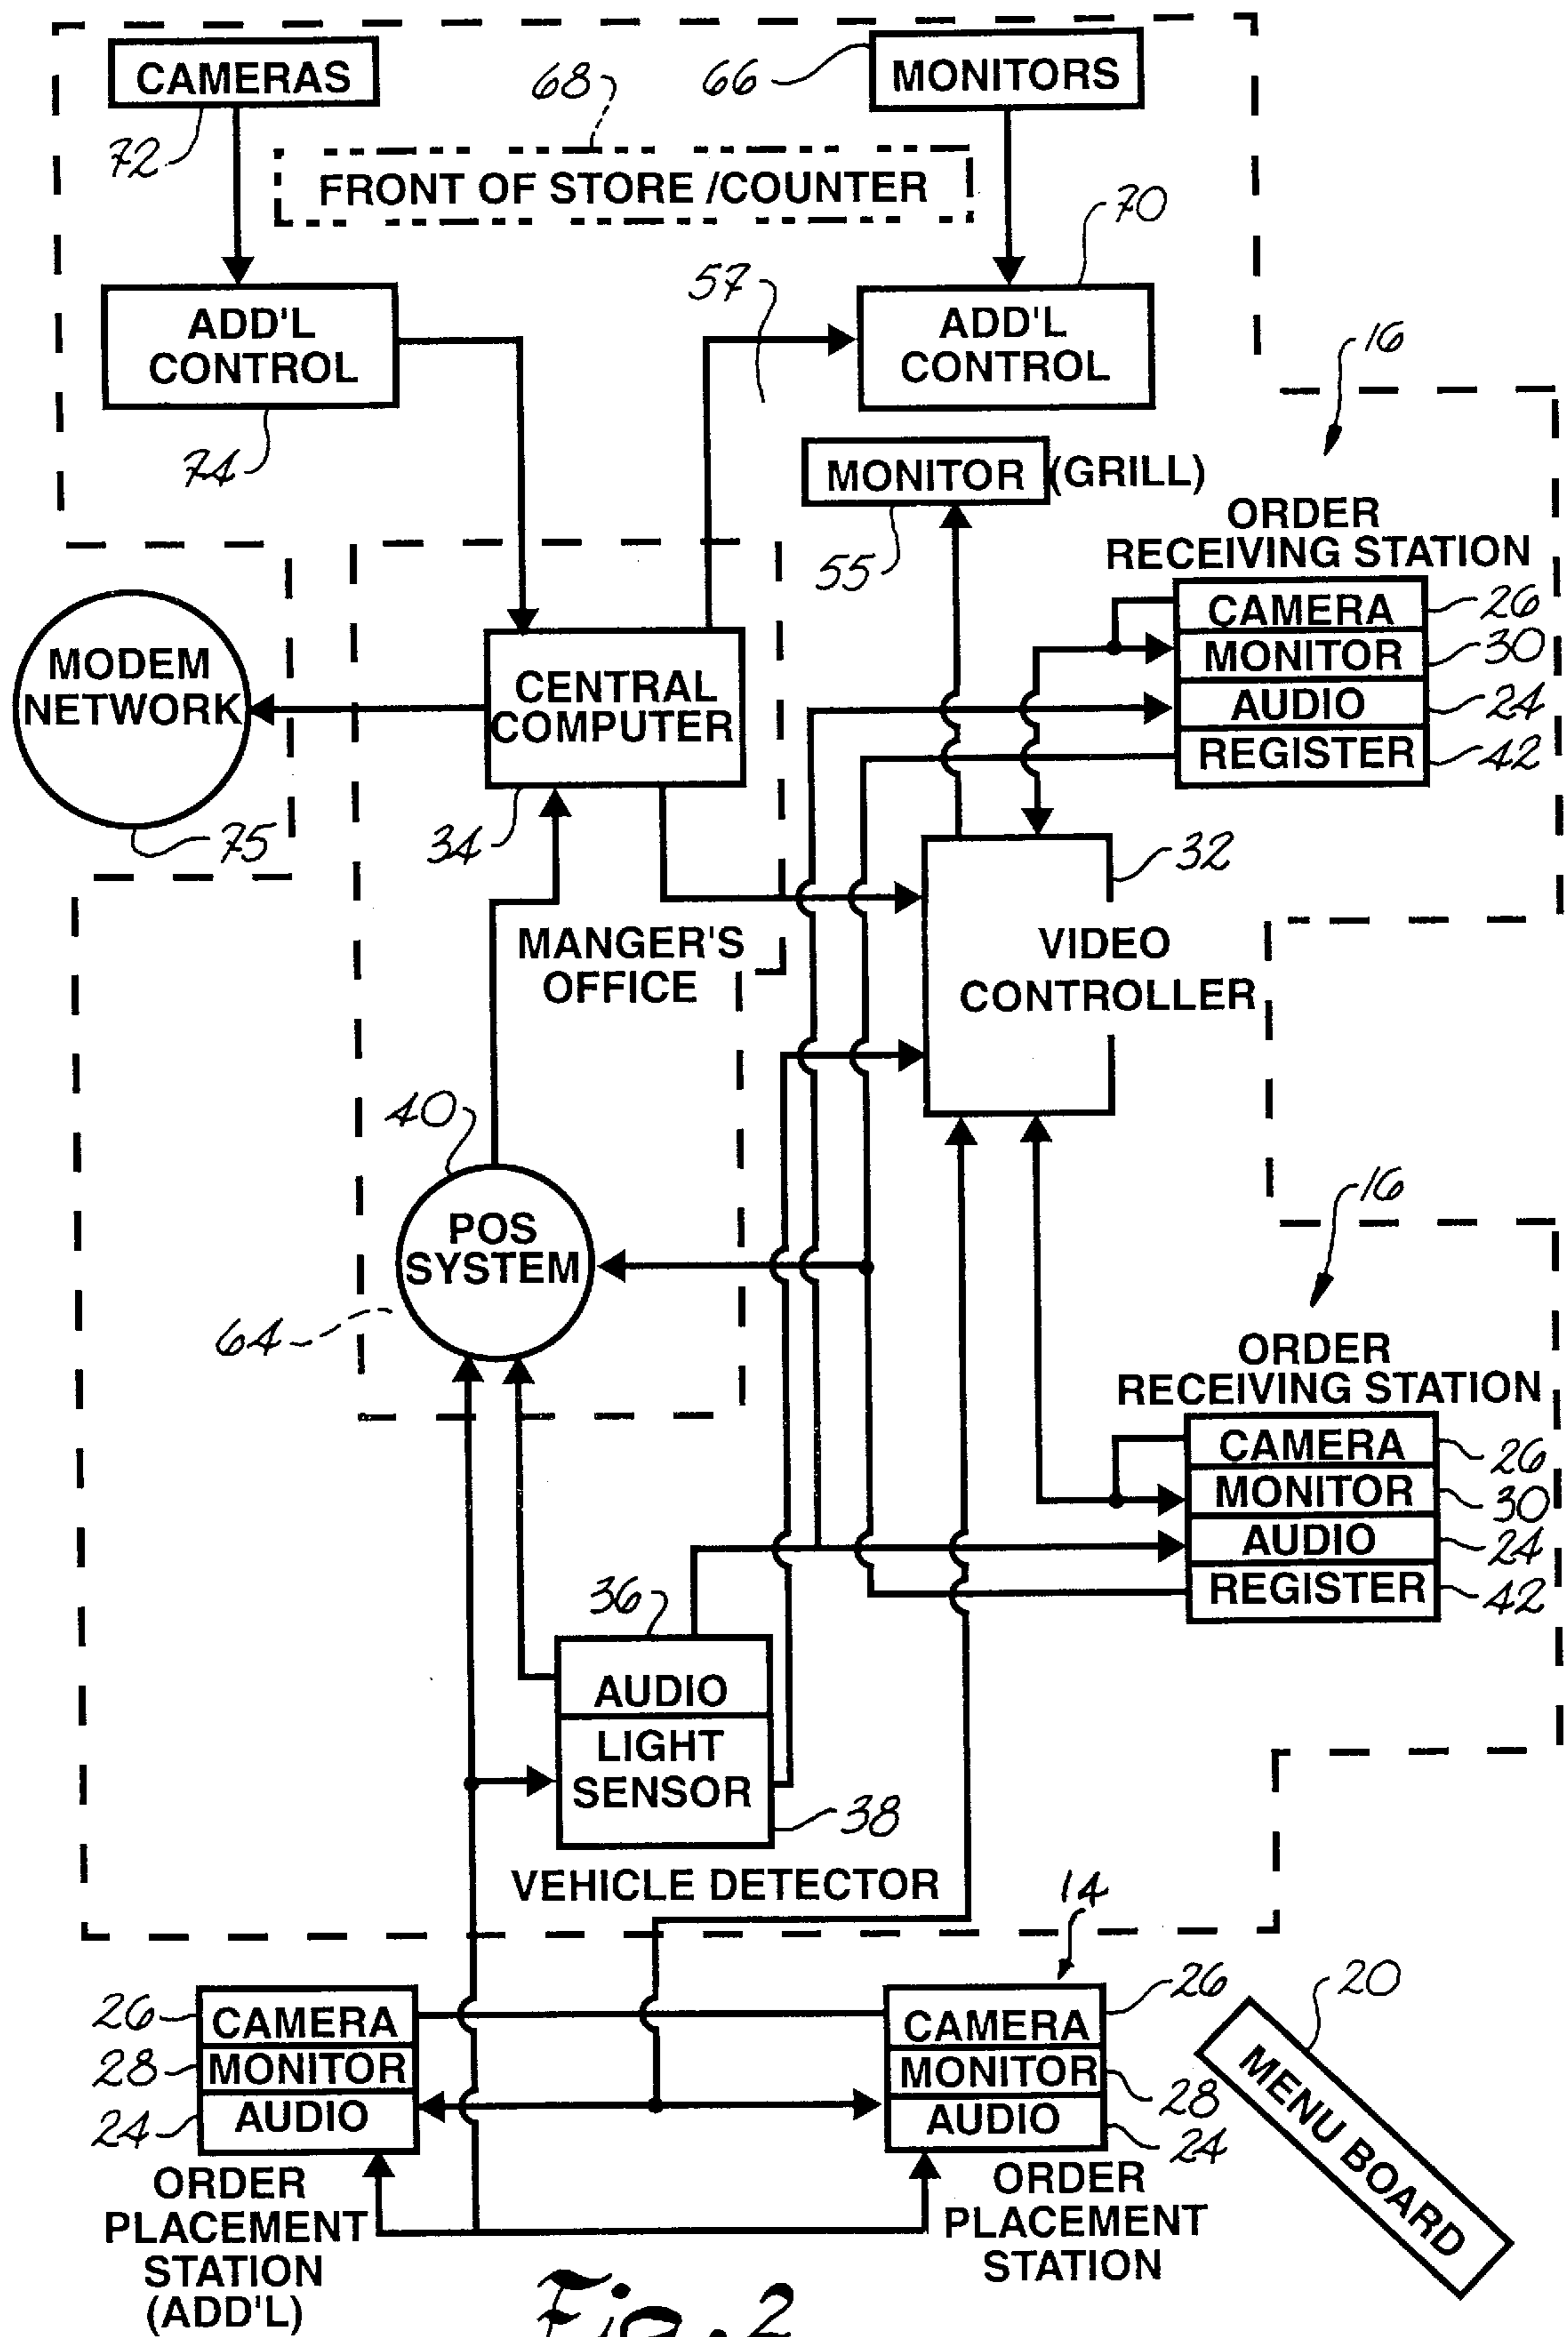 CAMERAS
68
66
MONITORS
72
FRONT OF STORE /COUNTER
70
57
ADD'L
CONTROL
ADD'L
CONTROL
16
74
MONITOR (GRILL)
55
ORDER
RECEIVING STATION
CAMERA
26
MONITOR
30
AUDIO
24
REGISTER
42
MODEM
NETWORK
75
CENTRAL
COMPUTER
34
32
MANGER'S
OFFICE
VIDEO
CONTROLLER
40
POS
SYSTEM
64
16
ORDER
RECEIVING STATION
CAMERA
26
MONITOR
30
AUDIO
24
REGISTER
42
36
AUDIO
LIGHT
SENSOR
38
VEHICLE DETECTOR
14
26
CAMERA
28
MONITOR
24
AUDIO
ORDER
PLACEMENT
STATION
(ADD'L)
CAMERA
26
MONITOR
28
AUDIO
24
ORDER
PLACEMENT
STATION
20
MENU BOARD
Fig. 2